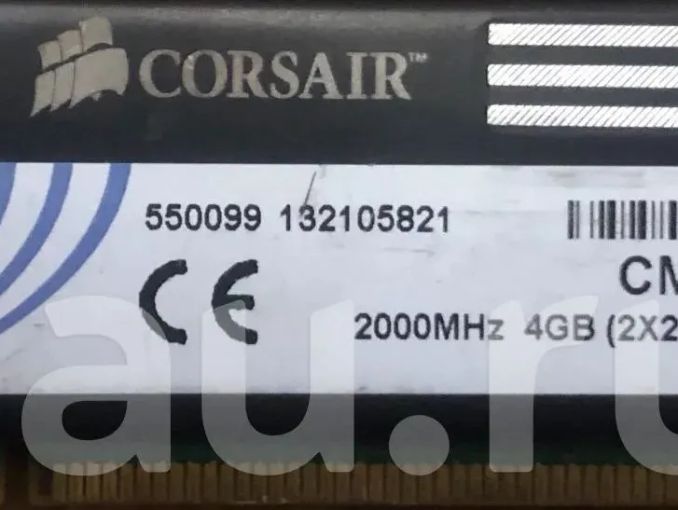 CORSAIR™
550099 132105821
CE
CM
2000MHz 4GB (2X2
au.ru